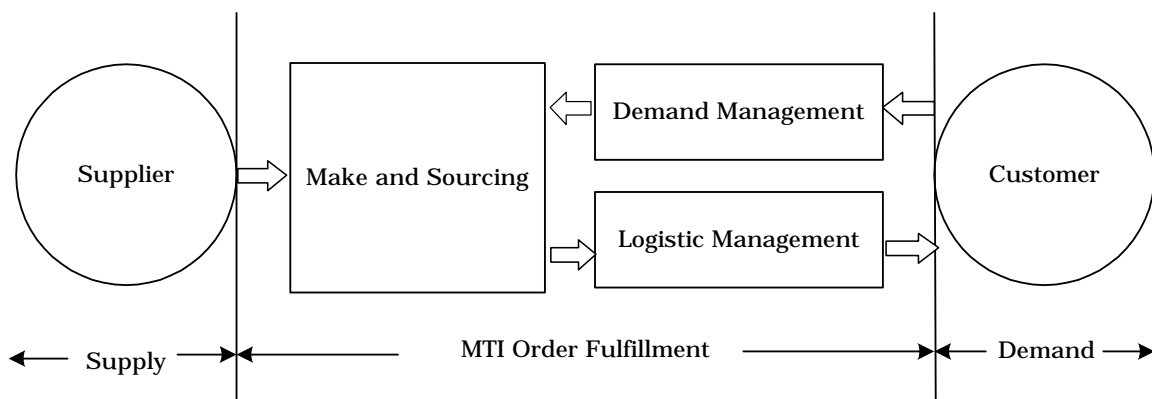 Supplier
Make and Sourcing
Demand Management
Logistic Management
Customer
Supply
MTI Order Fulfillment
Demand